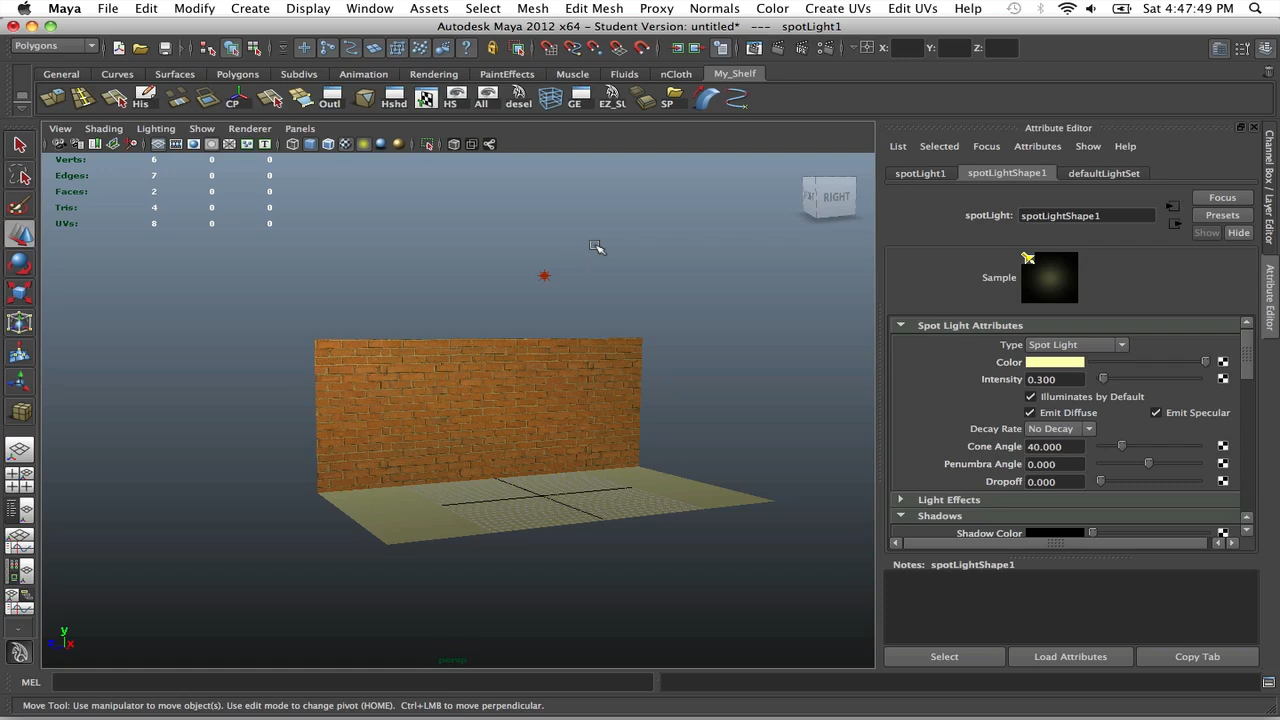 Maya File Edit Modify Create Display Window Assets Select Mesh Edit Mesh Proxy Normals Color Create UVs Edit UVs Help Sat 4:47:49 PM
Autodesk Maya 2012 x64 - Student Version: untitled* --- spotLight1
Polygons X: Y: Z:
General Curves Surfaces Polygons Subdivs Animation Rendering PaintEffects Muscle Fluids nCloth My_Shelf
His CP Outl Hshd HS All desel GE EZ_SL SP
View Shading Lighting Show Renderer Panels
Verts: 6 0 0
Edges: 7 0 0
Faces: 2 0 0
Tris: 4 0 0
UVs: 8 0 0
RIGHT
y
x
persp
Attribute Editor
List Selected Focus Attributes Show Help
spotLight1 spotLightShape1 defaultLightSet
Focus
spotLight: spotLightShape1 Presets
Show Hide
Sample
Spot Light Attributes
Type Spot Light
Color
Intensity 0.300
Illuminates by Default
Emit Diffuse Emit Specular
Decay Rate No Decay
Cone Angle 40.000
Penumbra Angle 0.000
Dropoff 0.000
Light Effects
Shadows
Shadow Color
Notes: spotLightShape1
Select Load Attributes Copy Tab
Channel Box / Layer Editor
Attribute Editor
MEL
Move Tool: Use manipulator to move object(s). Use edit mode to change pivot (HOME). Ctrl+LMB to move perpendicular.